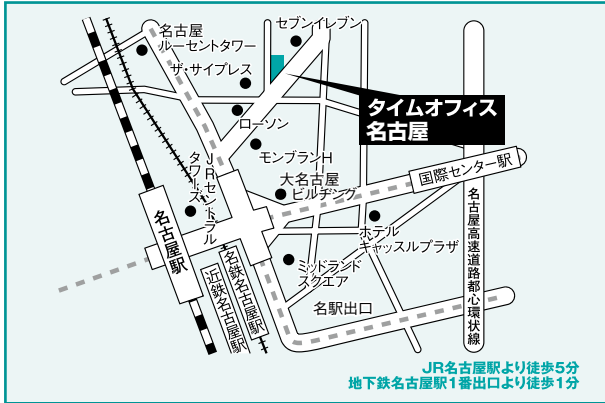 セブンイレブン
名古屋
ルーセントタワー
ザ・サイプレス
タイムオフィス
名古屋
ローソン
モンブランH
国際センター駅
大名古屋
ビルヂング
JRセントラル
タワーズ
名古屋駅
ホテル
キャッスルプラザ
名古屋高速道路都心環状線
ミッドランド
スクエア
名鉄名古屋駅
近鉄名古屋駅
名駅出口
JR名古屋駅より徒歩5分
地下鉄名古屋駅1番出口より徒歩1分